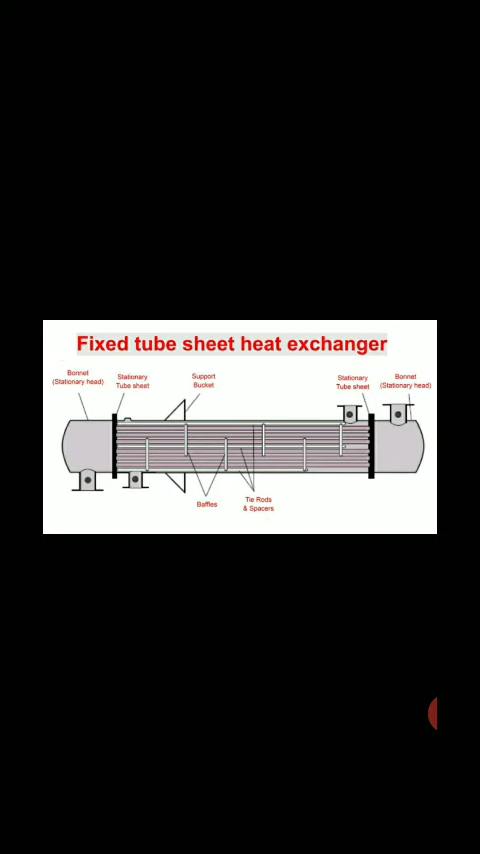 Fixed tube sheet heat exchanger
Bonnet
(Stationary head)
Stationary
Tube sheet
Support
Bucket
Stationary
Tube sheet
Bonnet
(Stationary head)
Baffles
Tie Rods
& Spacers